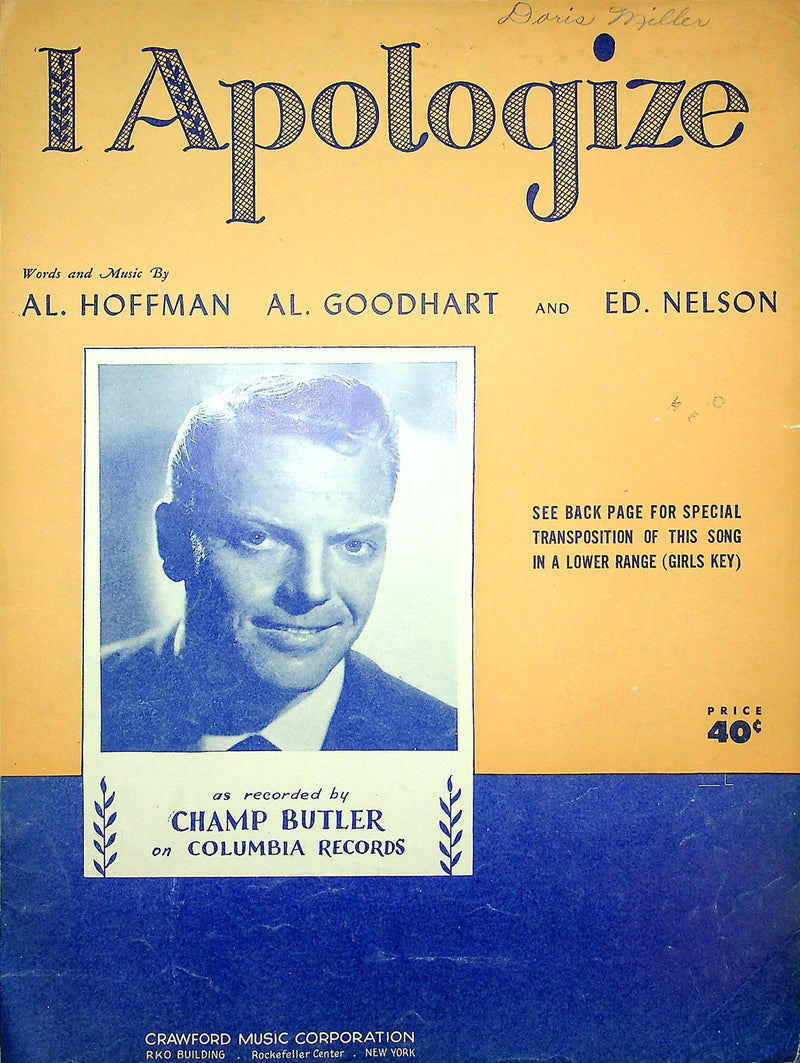 Doris Miller
I Apologize
Words and Music By
AL. HOFFMAN AL. GOODHART AND ED. NELSON
SEE BACK PAGE FOR SPECIAL
TRANSPOSITION OF THIS SONG
IN A LOWER RANGE (GIRLS KEY)
PRICE
40¢
as recorded by
CHAMP BUTLER
on COLUMBIA RECORDS
CRAWFORD MUSIC CORPORATION
RKO BUILDING . Rockefeller Center . NEW YORK